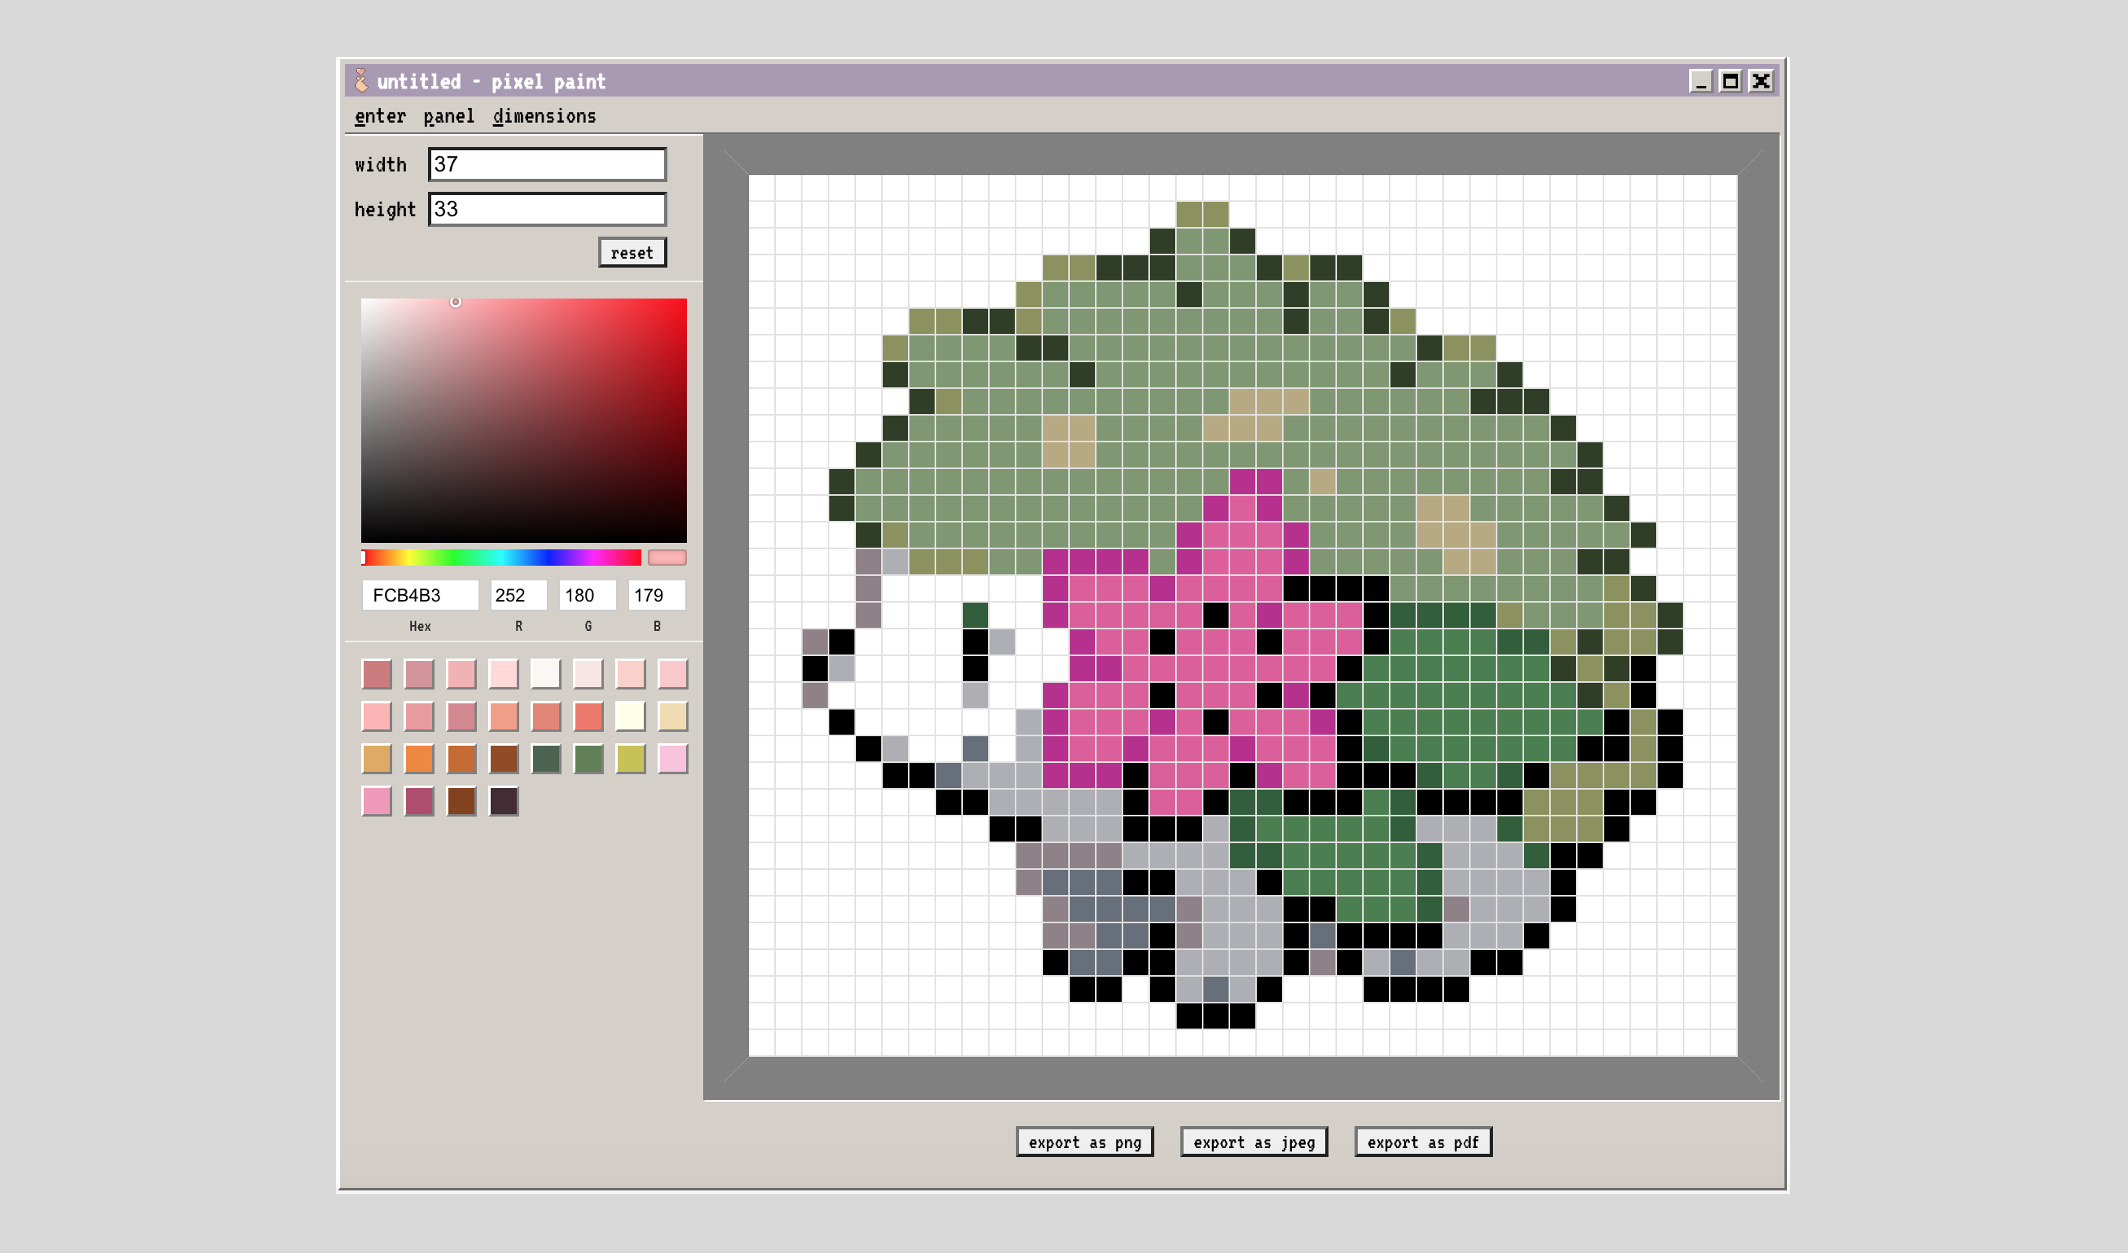 untitled - pixel paint
enter panel dimensions
width 37
height 33
reset
FCB4B3 252 180 179
Hex R G B
export as png export as jpeg export as pdf